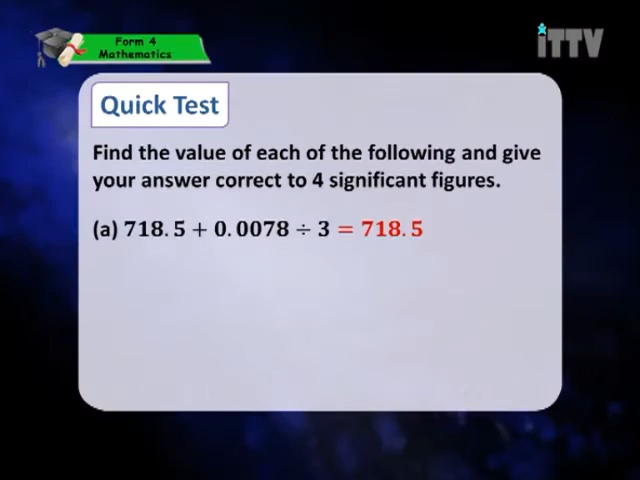 Form 4
Mathematics
iTTV
Quick Test
Find the value of each of the following and give
your answer correct to 4 significant figures.
(a) 718.5 + 0.0078 ÷ 3 = 718.5